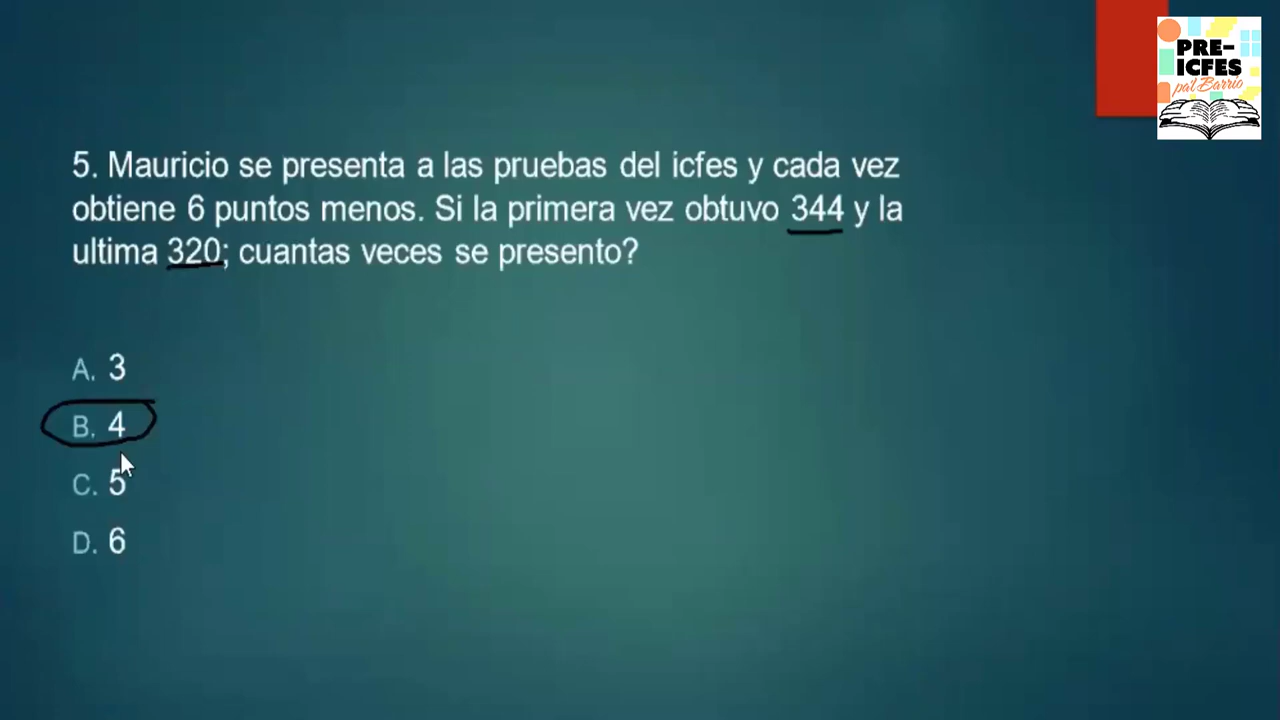 PRE-
ICFES
pa'l Barrio
5. Mauricio se presenta a las pruebas del icfes y cada vez
obtiene 6 puntos menos. Si la primera vez obtuvo 344 y la
ultima 320; cuantas veces se presento?
A. 3
B. 4
C. 5
D. 6